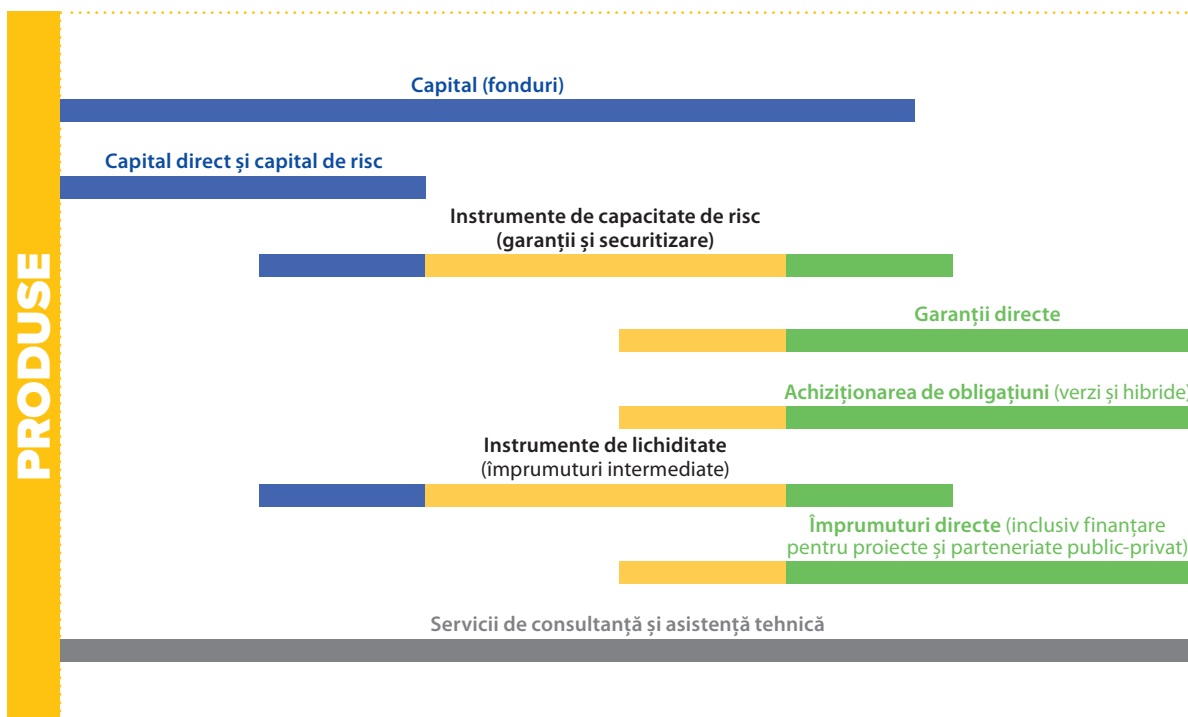 PRODUSE
Capital (fonduri)
Capital direct și capital de risc
Instrumente de capacitate de risc
(garanții și securitizare)
Garanții directe
Achiziționarea de obligațiuni (verzi și hibride)
Instrumente de lichiditate
(împrumuturi intermediate)
Împrumuturi directe (inclusiv finanțare
pentru proiecte și parteneriate public-privat)
Servicii de consultanță și asistență tehnică